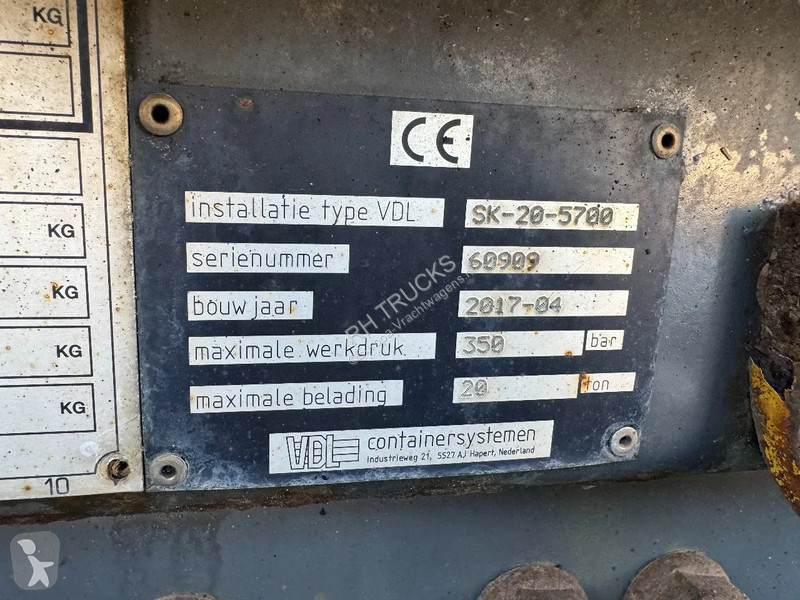 KG
KG
KG
KG
KG
10
CE
installatie type VDL SK-20-5700
serienummer 60909
bouwjaar 2017-04
maximale werkdruk 350 bar
maximale belading 20 ton
VDL containersystemen
Industrieweg 21, 5527 AJ Hapert, Nederland
PH TRUCKS